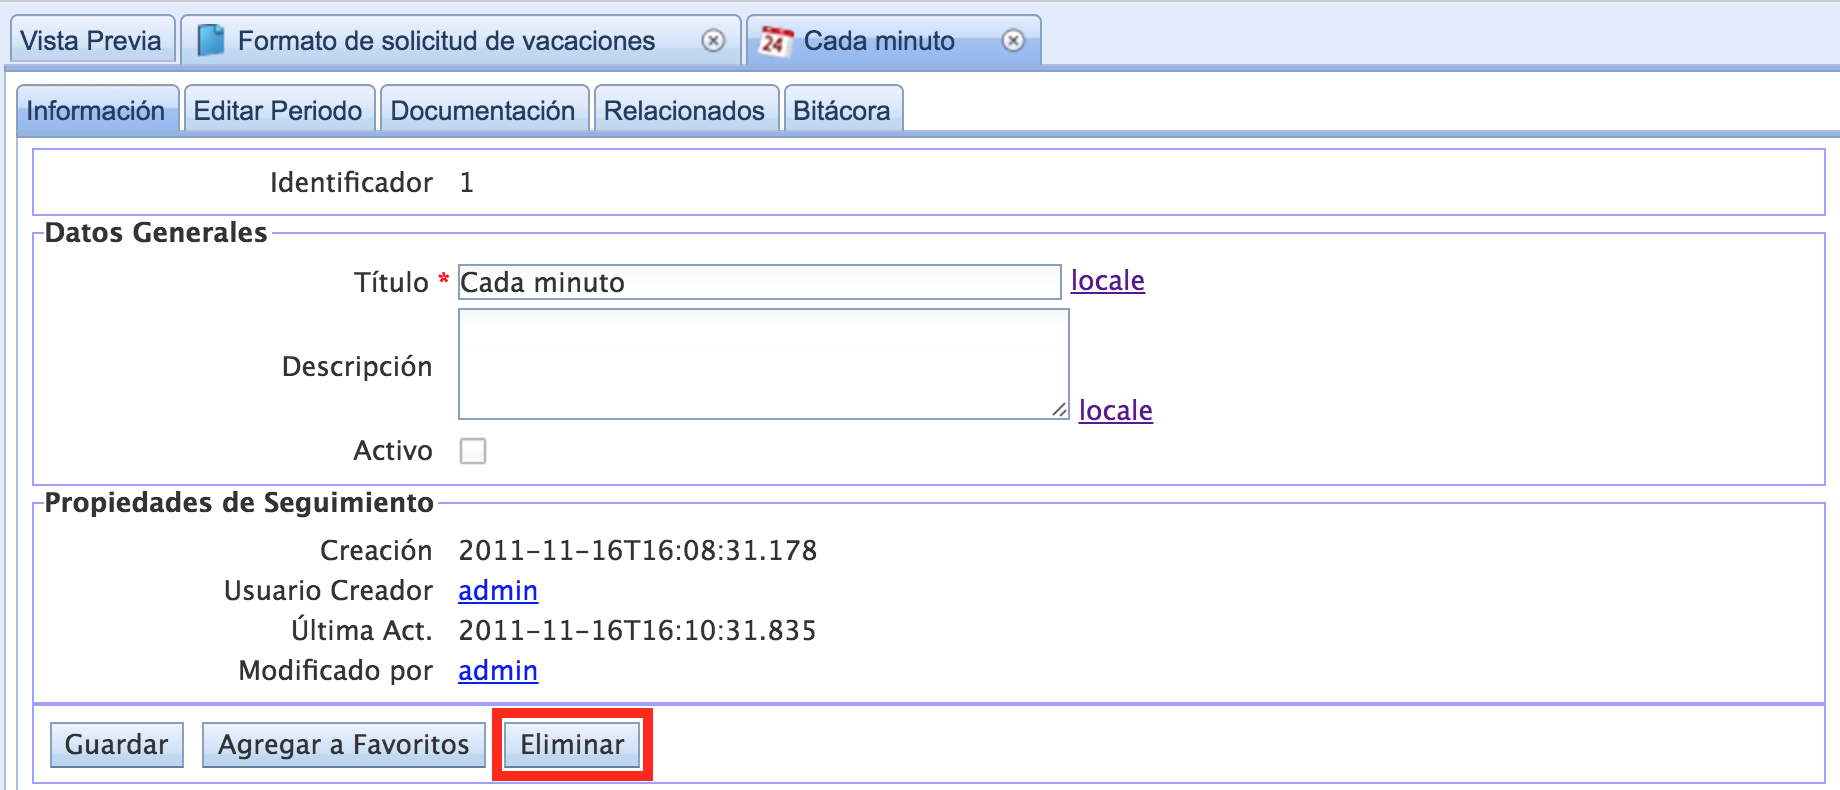 Vista Previa Formato de solicitud de vacaciones 24 Cada minuto
Información Editar Periodo Documentación Relacionados Bitácora
Identificador 1
Datos Generales
Título * Cada minuto locale
Descripción
locale
Activo
Propiedades de Seguimiento
Creación 2011-11-16T16:08:31.178
Usuario Creador admin
Última Act. 2011-11-16T16:10:31.835
Modificado por admin
Guardar Agregar a Favoritos Eliminar